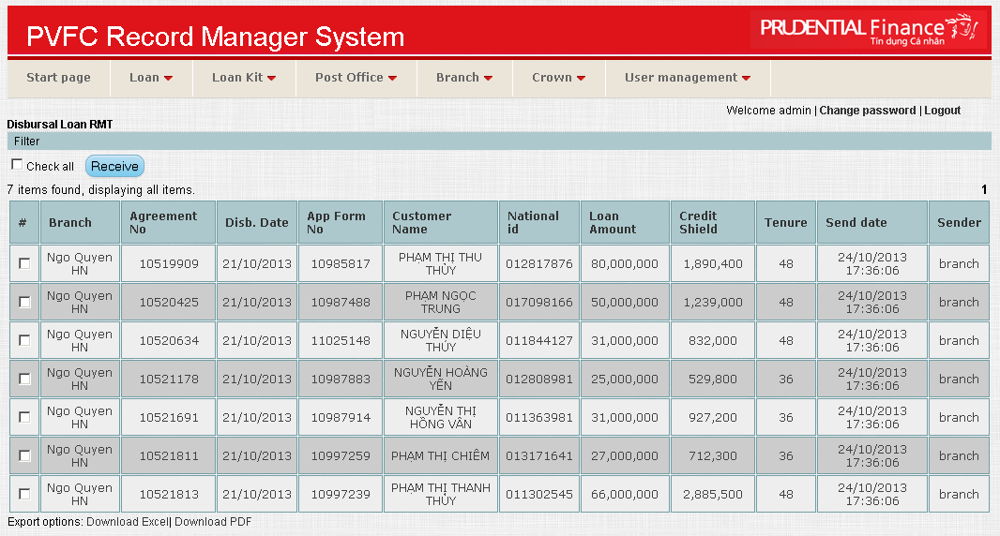 PVFC Record Manager System
PRUDENTIAL Finance
Tín dụng Cá nhân
Start page Loan Loan Kit Post Office Branch Crown User management
Welcome admin | Change password | Logout
Disbursal Loan RMT
Filter
Check all Receive
7 items found, displaying all items. 1
# Branch Agreement No Disb. Date App Form No Customer Name National id Loan Amount Credit Shield Tenure Send date Sender
Ngo Quyen HN 10519909 21/10/2013 10985817 PHẠM THỊ THU THỦY 012817876 80,000,000 1,890,400 48 24/10/2013 17:36:06 branch
Ngo Quyen HN 10520425 21/10/2013 10987488 PHẠM NGỌC TRUNG 017098166 50,000,000 1,239,000 48 24/10/2013 17:36:06 branch
Ngo Quyen HN 10520634 21/10/2013 11025148 NGUYỄN DIỆU THÚY 011844127 31,000,000 832,000 48 24/10/2013 17:36:06 branch
Ngo Quyen HN 10521178 21/10/2013 10987883 NGUYỄN HOÀNG YẾN 012808981 25,000,000 529,800 36 24/10/2013 17:36:06 branch
Ngo Quyen HN 10521691 21/10/2013 10987914 NGUYỄN THỊ HỒNG VÂN 011363981 31,000,000 927,200 36 24/10/2013 17:36:06 branch
Ngo Quyen HN 10521811 21/10/2013 10997259 PHẠM THỊ CHIÊM 013171641 27,000,000 712,300 36 24/10/2013 17:36:06 branch
Ngo Quyen HN 10521813 21/10/2013 10997239 PHẠM THỊ THANH THỦY 011302545 66,000,000 2,885,500 48 24/10/2013 17:36:06 branch
Export options: Download Excel| Download PDF